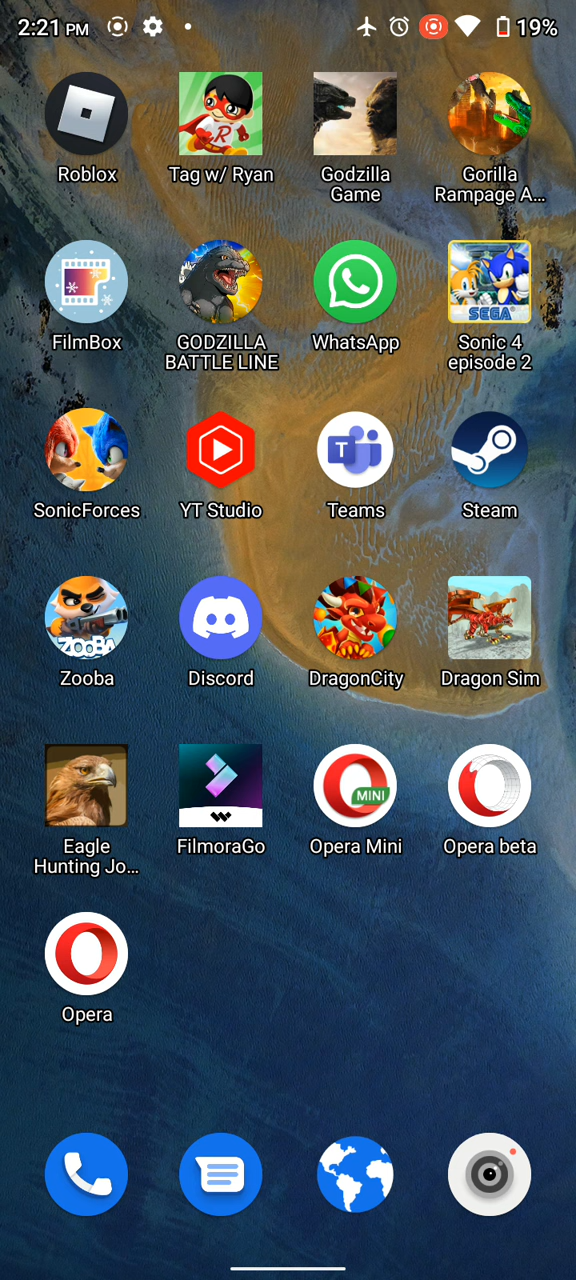 2:21 PM
19%
Roblox
Tag w/ Ryan
Godzilla
Game
Gorilla
Rampage A...
FilmBox
GODZILLA
BATTLE LINE
WhatsApp
SEGA
Sonic 4
episode 2
SonicForces
YT Studio
T
Teams
Steam
ZOOBA
Zooba
Discord
DragonCity
Dragon Sim
Eagle
Hunting Jo...
FilmoraGo
MINI
Opera Mini
Opera beta
Opera